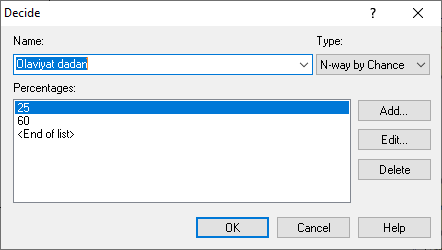 Decide
?
Name:
Type:
Olaviyat dadan
N-way by Chance
Percentages:
25
60
<End of list>
Add...
Edit...
Delete
OK
Cancel
Help